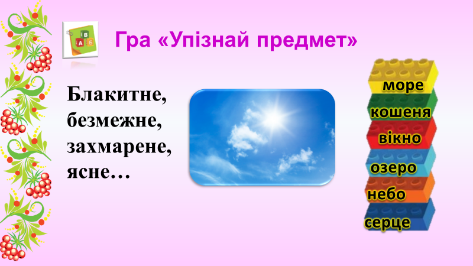 Гра «Упізнай предмет»
Блакитне,
безмежне,
захмарене,
ясне…
море
кошеня
вікно
озеро
небо
серце